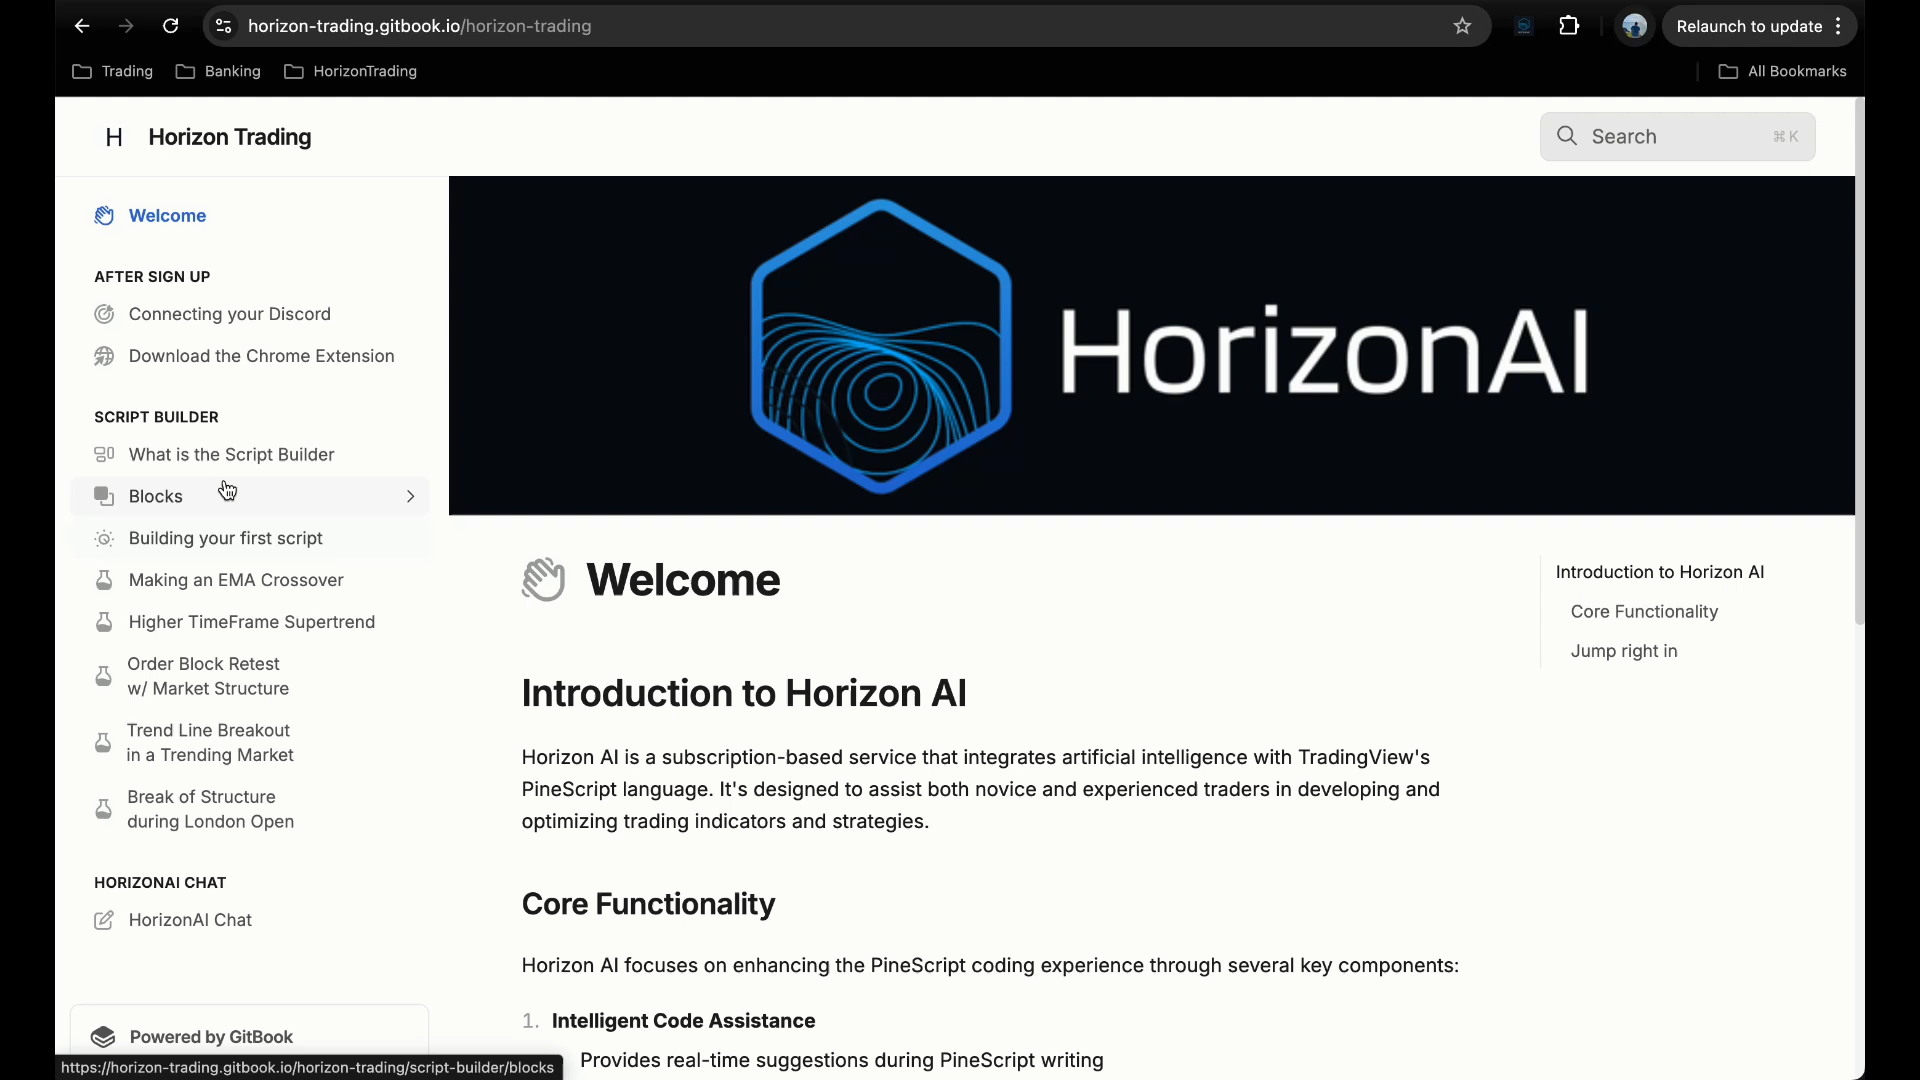 horizon-trading.gitbook.io/horizon-trading
Relaunch to update
Trading
Banking
HorizonTrading
All Bookmarks
H Horizon Trading
Search
⌘ K
Welcome
AFTER SIGN UP
Connecting your Discord
Download the Chrome Extension
SCRIPT BUILDER
What is the Script Builder
Blocks
Building your first script
Making an EMA Crossover
Higher TimeFrame Supertrend
Order Block Retest
w/ Market Structure
Trend Line Breakout
in a Trending Market
Break of Structure
during London Open
HORIZONAI CHAT
HorizonAI Chat
Powered by GitBook
https://horizon-trading.gitbook.io/horizon-trading/script-builder/blocks
HorizonAI
Welcome
Introduction to Horizon AI
Horizon AI is a subscription-based service that integrates artificial intelligence with TradingView's
PineScript language. It's designed to assist both novice and experienced traders in developing and
optimizing trading indicators and strategies.
Core Functionality
Horizon AI focuses on enhancing the PineScript coding experience through several key components:
1. Intelligent Code Assistance
Provides real-time suggestions during PineScript writing
Introduction to Horizon AI
Core Functionality
Jump right in